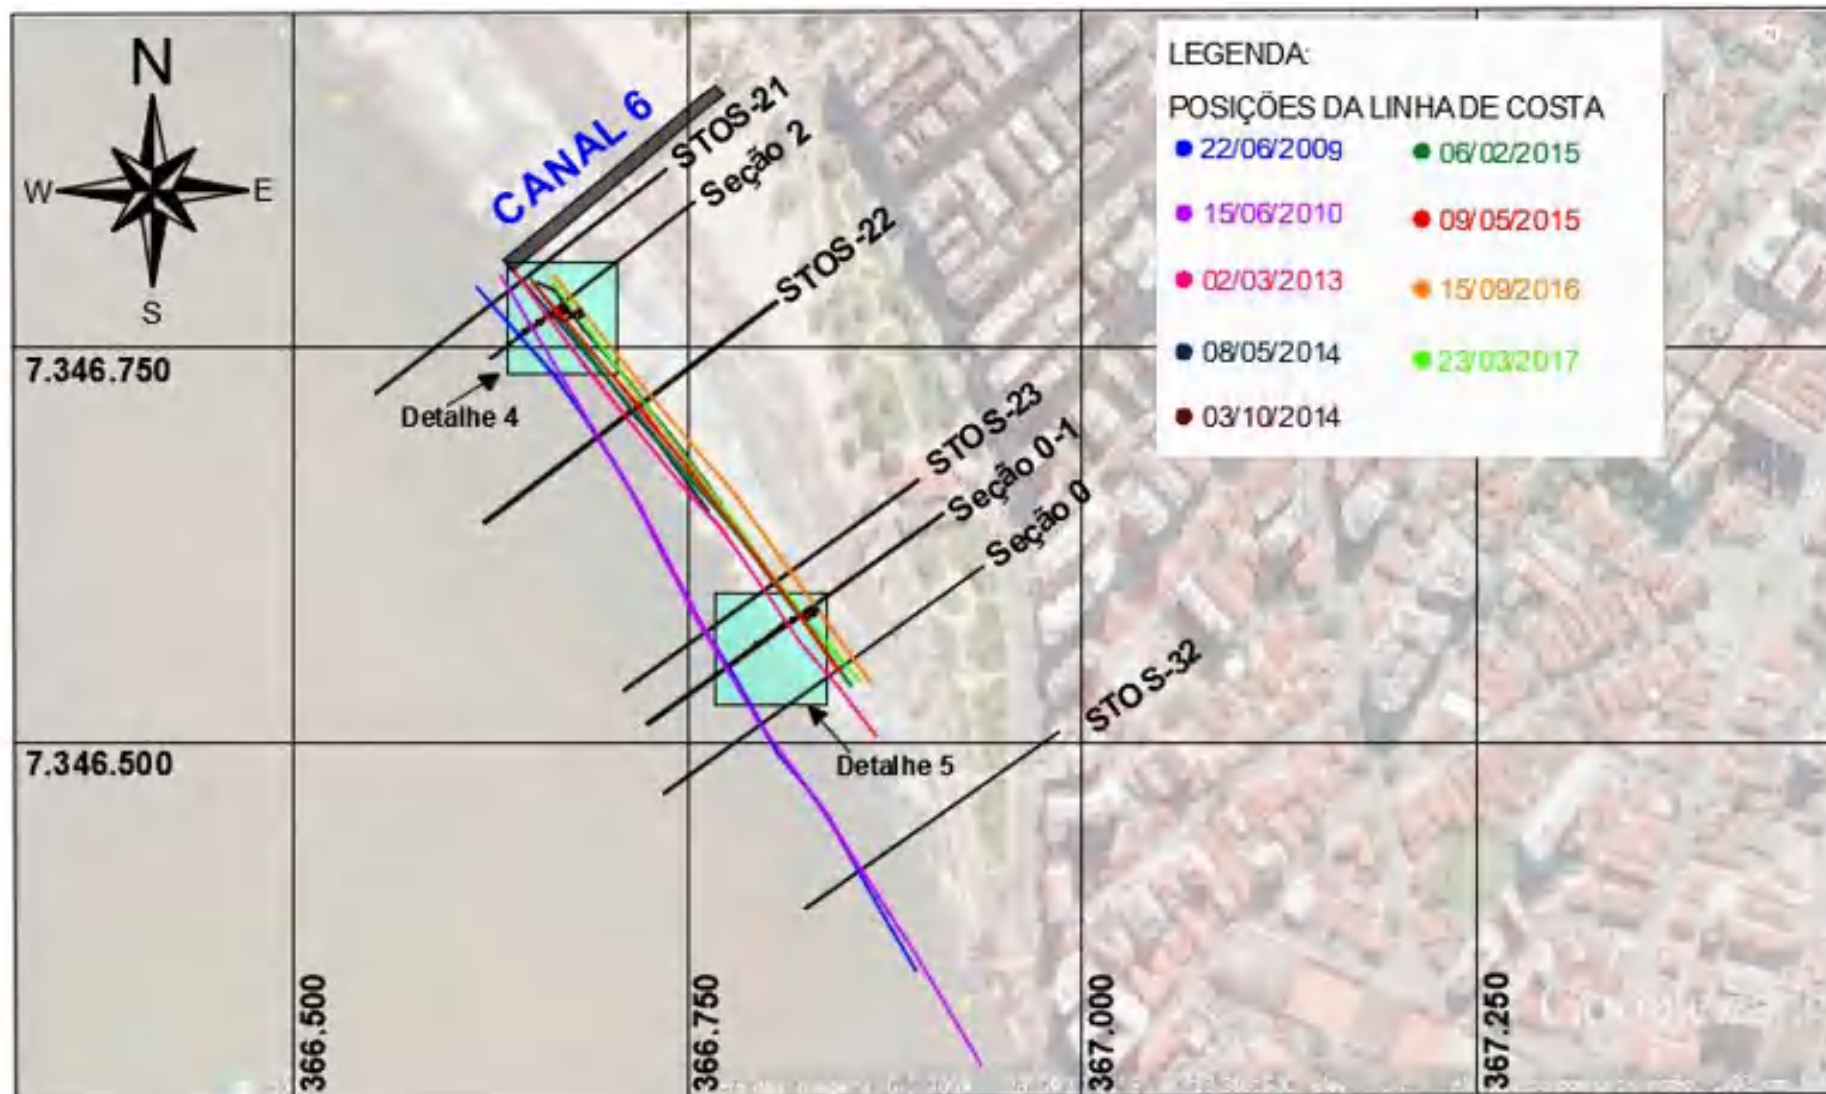 N
W
E
S
CANAL 6
STOS-21
Seção 2
STOS-22
LEGENDA:
POSIÇÕES DA LINHA DE COSTA
22/06/2009
06/02/2015
15/06/2010
09/05/2015
02/03/2013
15/09/2016
08/05/2014
23/03/2017
03/10/2014
7.346.750
Detalhe 4
STOS-23
Seção 0-1
Seção 0
STOS-32
7.346.500
Detalhe 5
366.500
366.750
367.000
367.250